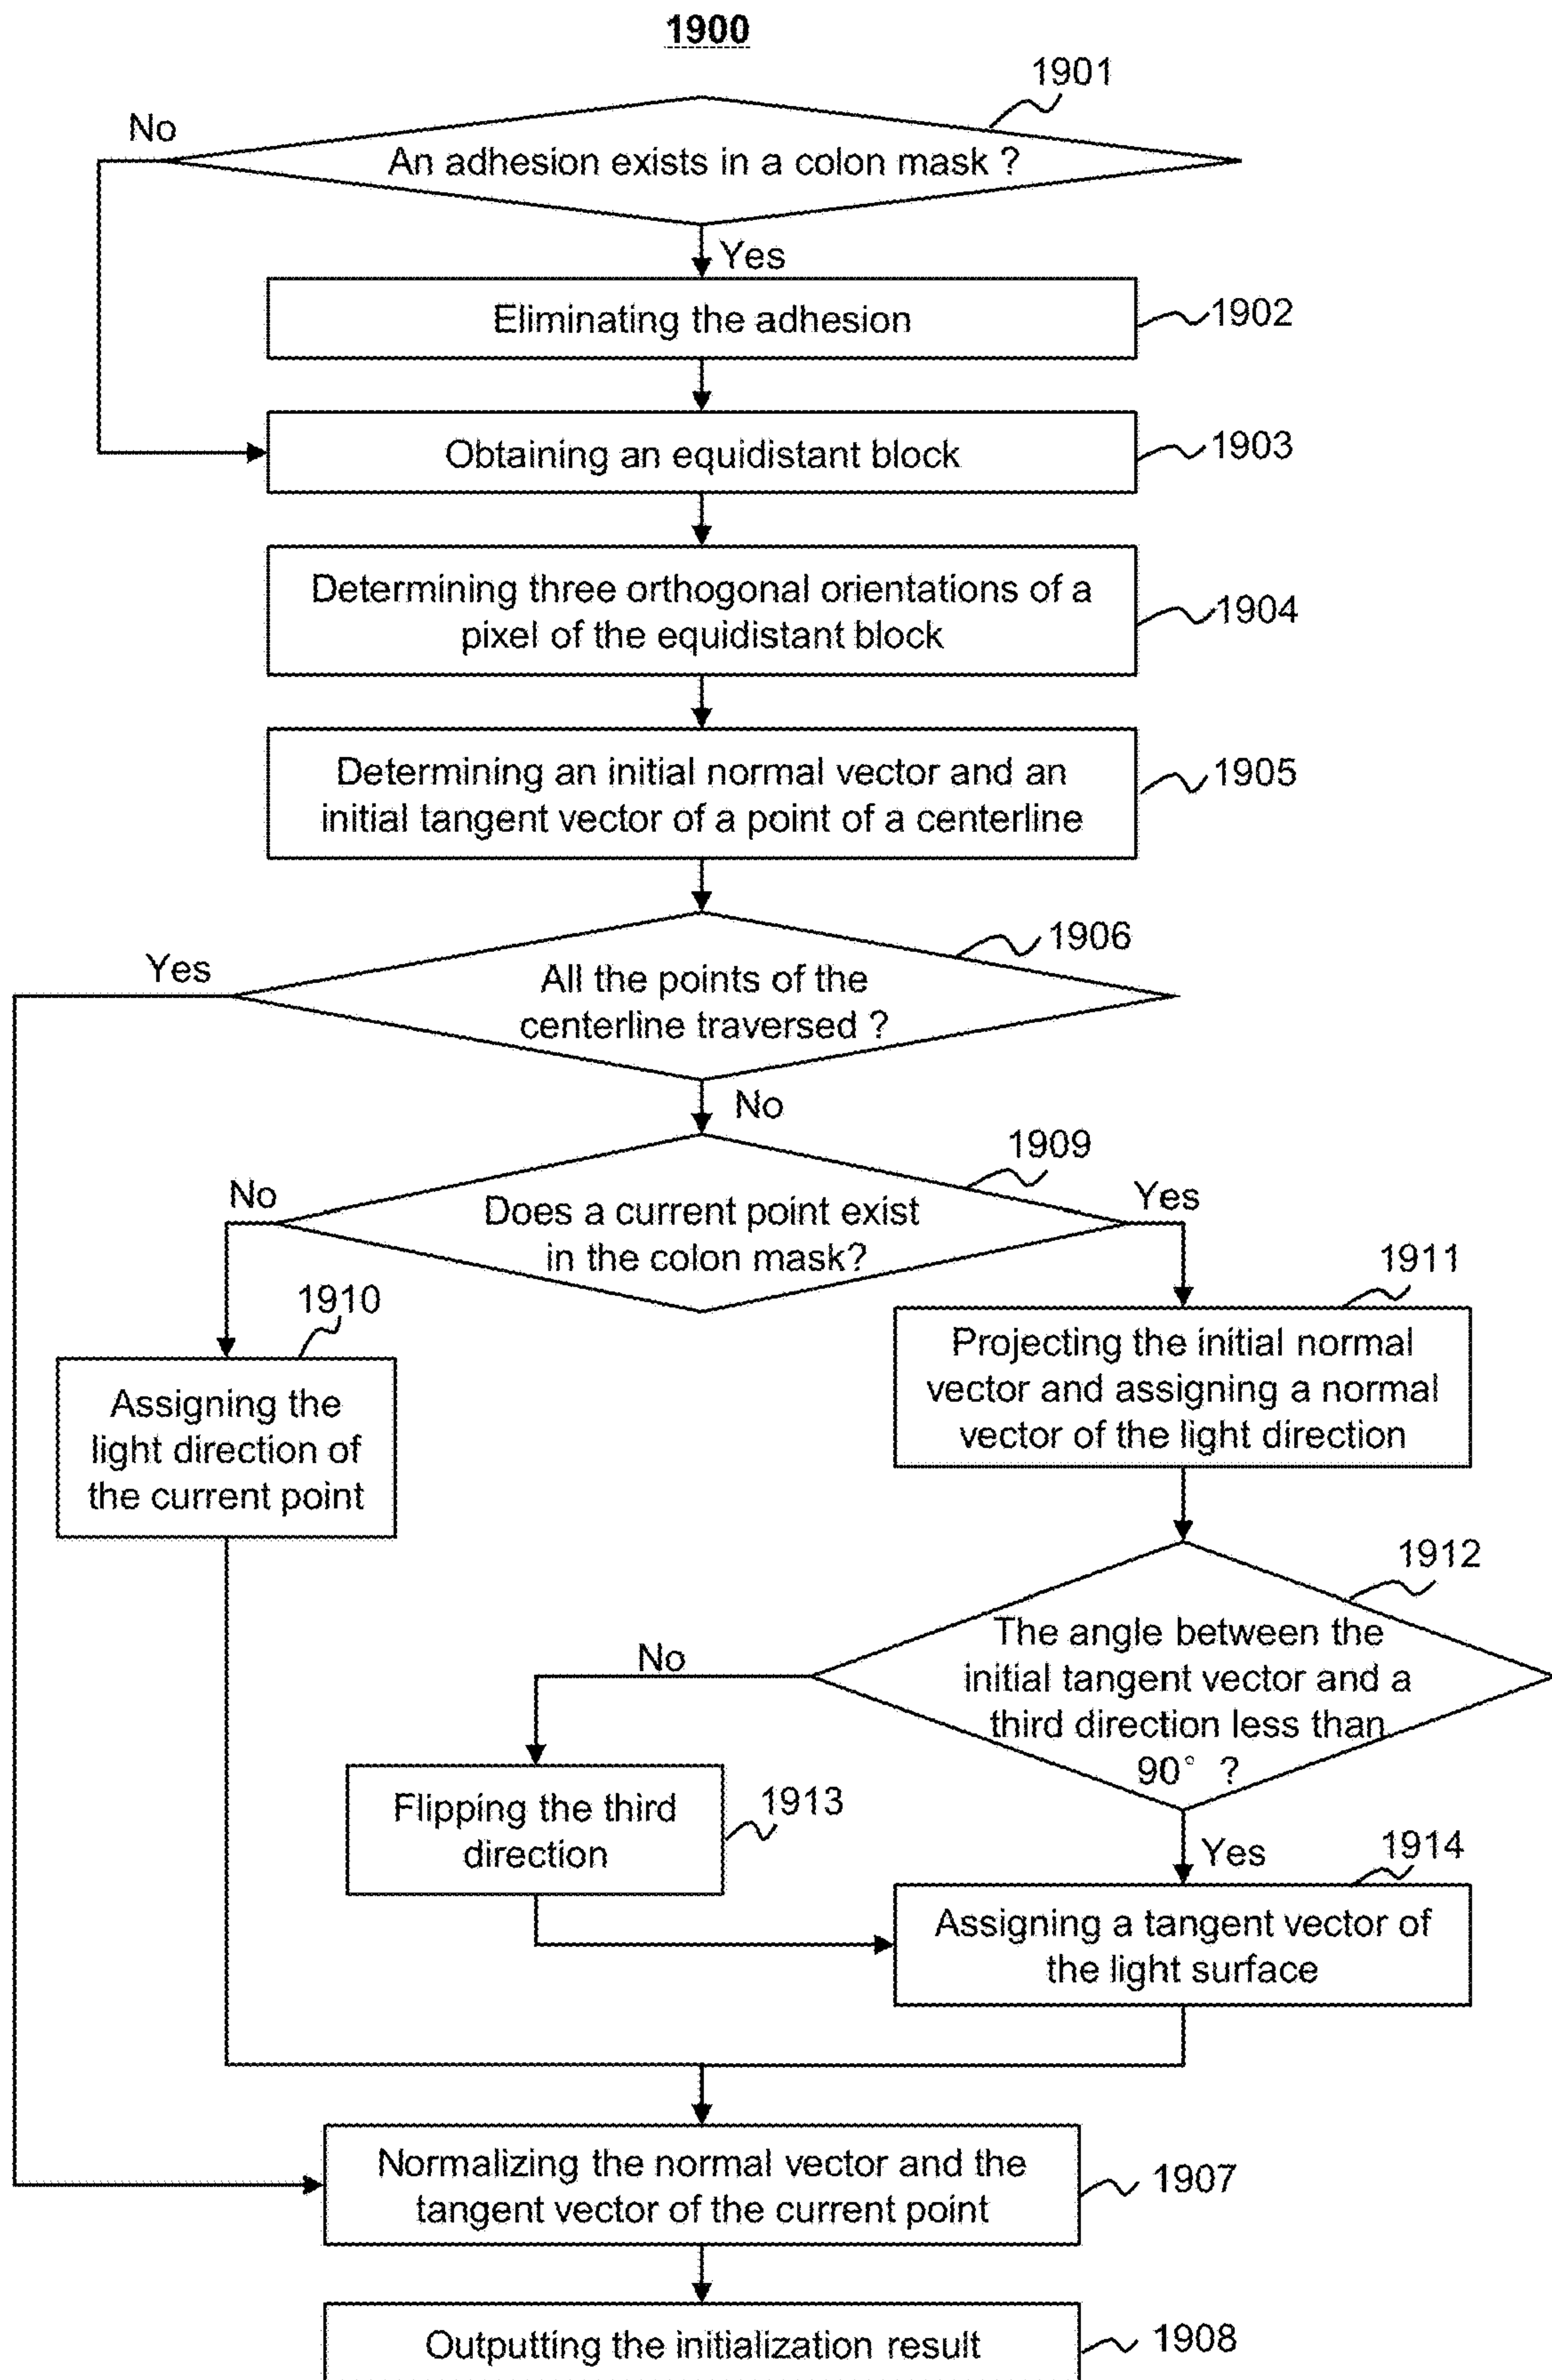 1900
1901
No
An adhesion exists in a colon mask ?
Yes
Eliminating the adhesion
1902
Obtaining an equidistant block
1903
Determining three orthogonal orientations of a
pixel of the equidistant block
1904
Determining an initial normal vector and an
initial tangent vector of a point of a centerline
1905
1906
Yes
All the points of the
centerline traversed ?
No
1909
No
Does a current point exist
in the colon mask?
Yes
1910
Assigning the
light direction of
the current point
1911
Projecting the initial normal
vector and assigning a normal
vector of the light direction
1912
The angle between the
initial tangent vector and a
third direction less than
90° ?
No
Flipping the third
direction
1913
Yes
1914
Assigning a tangent vector of
the light surface
Normalizing the normal vector and the
tangent vector of the current point
1907
Outputting the initialization result
1908